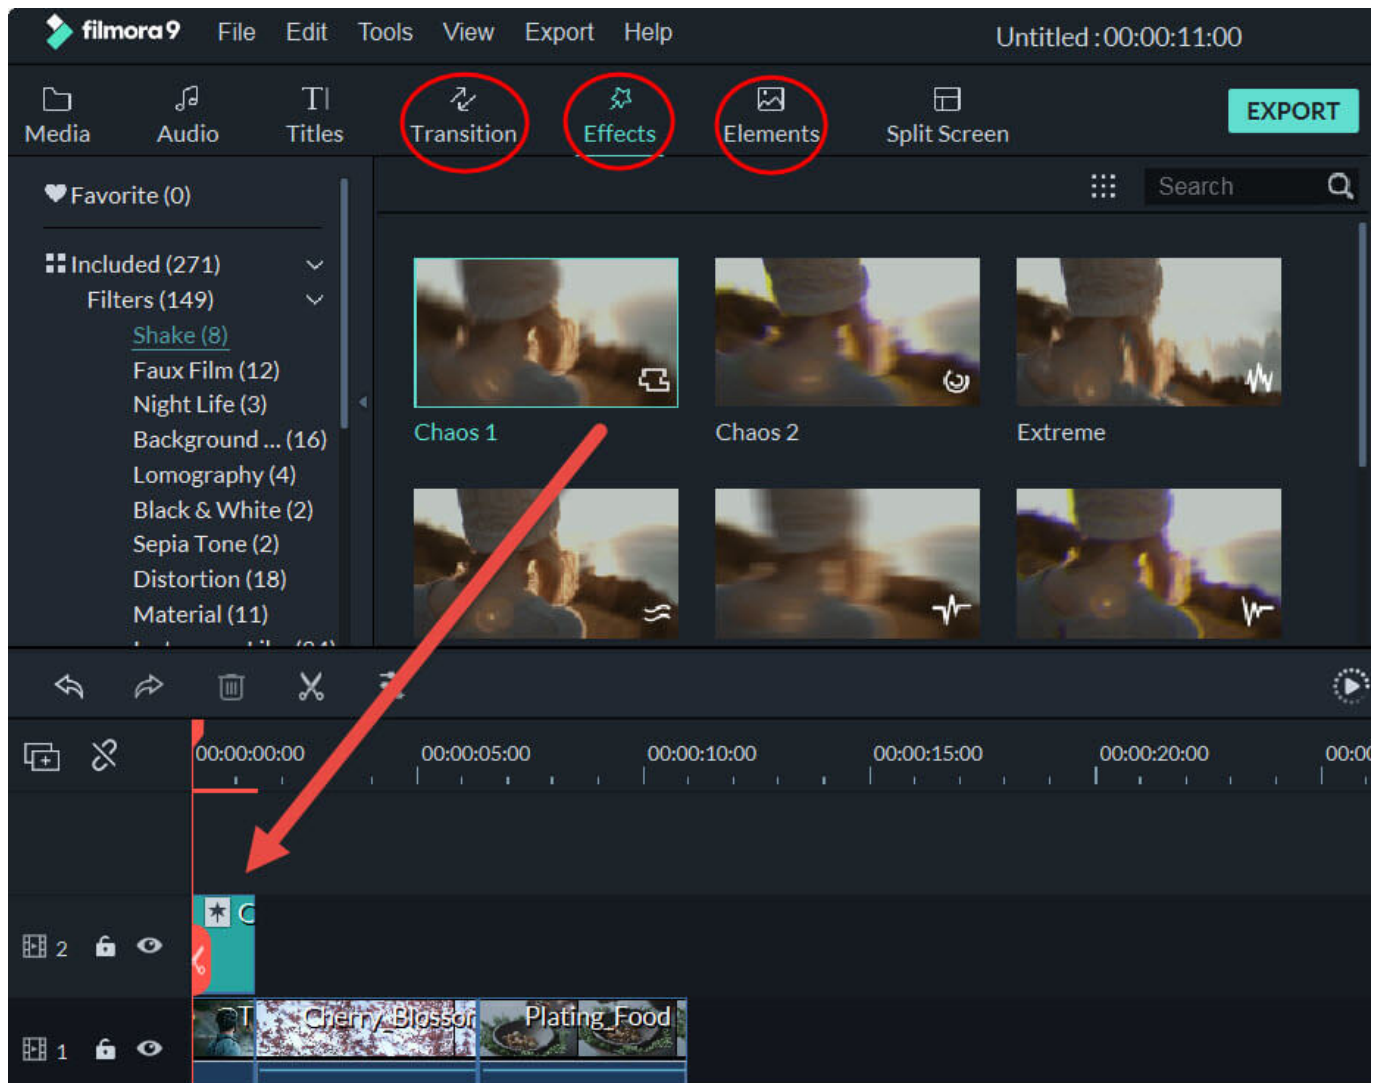 filmora9 File Edit Tools View Export Help Untitled : 00:00:11:00
Media Audio Titles Transition Effects Elements Split Screen EXPORT
Favorite (0)
Search
Included (271)
Filters (149)
Shake (8)
Faux Film (12)
Night Life (3)
Background ... (16)
Lomography (4)
Black & White (2)
Sepia Tone (2)
Distortion (18)
Material (11)
Chaos 1 Chaos 2 Extreme
00:00:00:00 00:00:05:00 00:00:10:00 00:00:15:00 00:00:20:00 00:00
C
2
T Cherry_Blossor Plating_Food
1